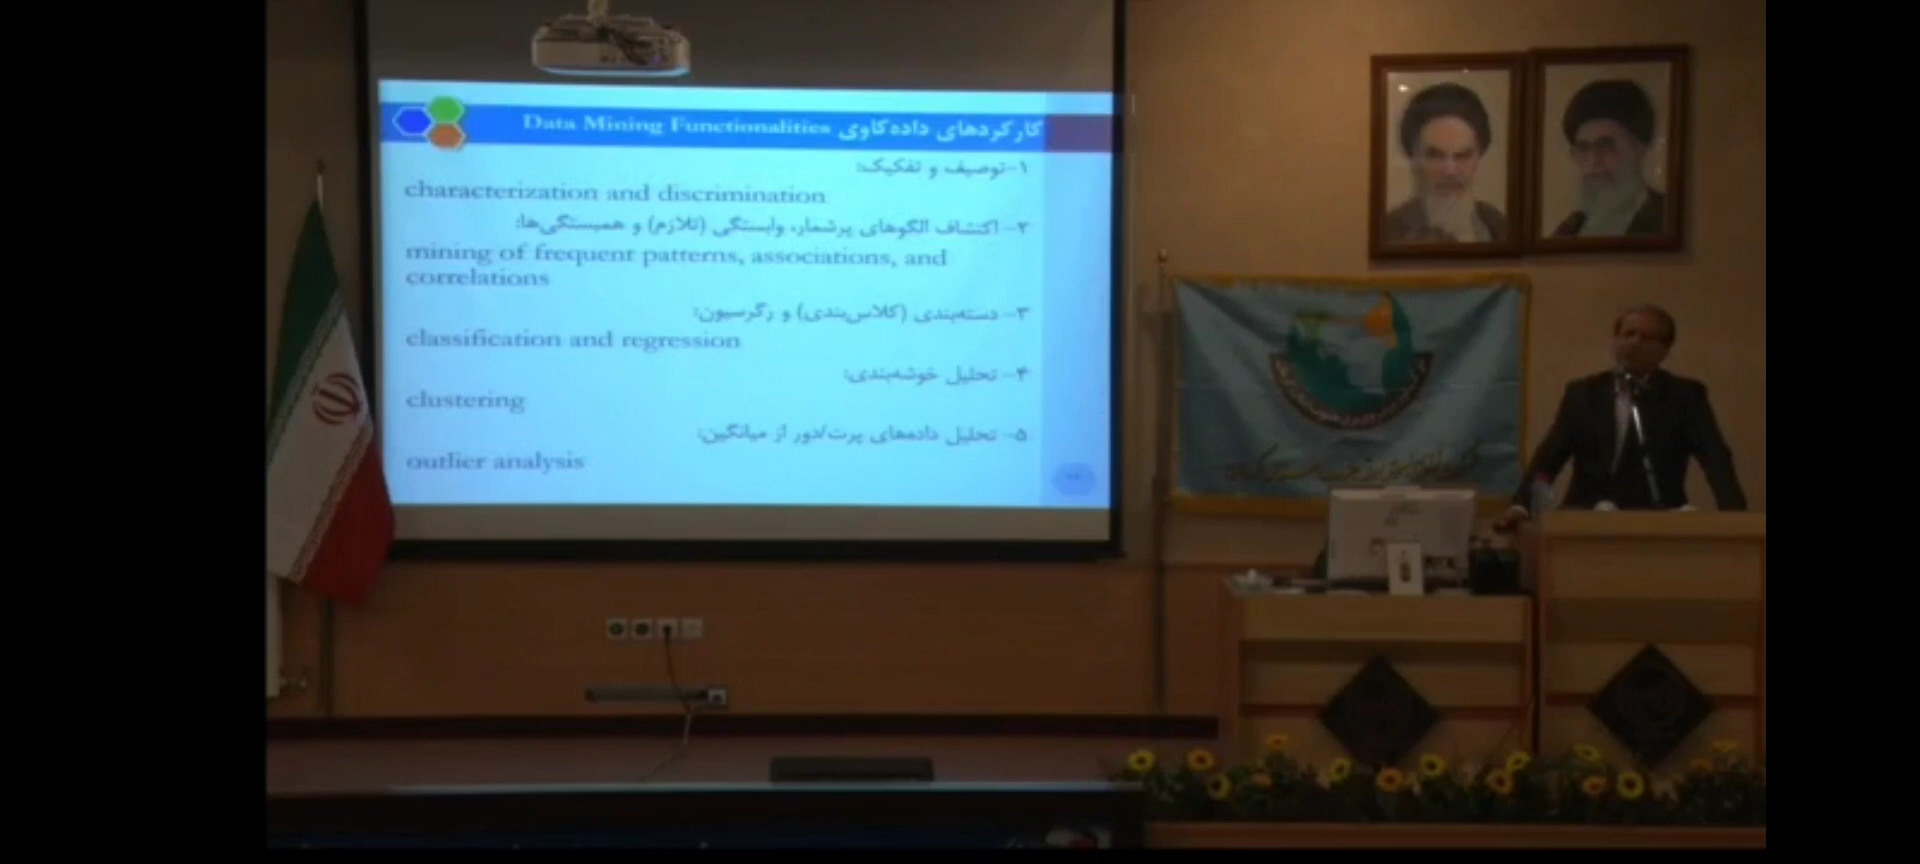 کارکردهای داده‌کاوی Data Mining Functionalities
۱-توصیف و تفکیک:
characterization and discrimination
۲- اکتشاف الگوهای پرشمار، وابستگی (تلازم) و همبستگی‌ها:
mining of frequent patterns, associations, and
correlations
۳- دسته‌بندی (کلاس‌بندی) و رگرسیون:
classification and regression
۴- تحلیل خوشه‌بندی:
clustering
۵- تحلیل داده‌های پرت/دور از میانگین:
outlier analysis